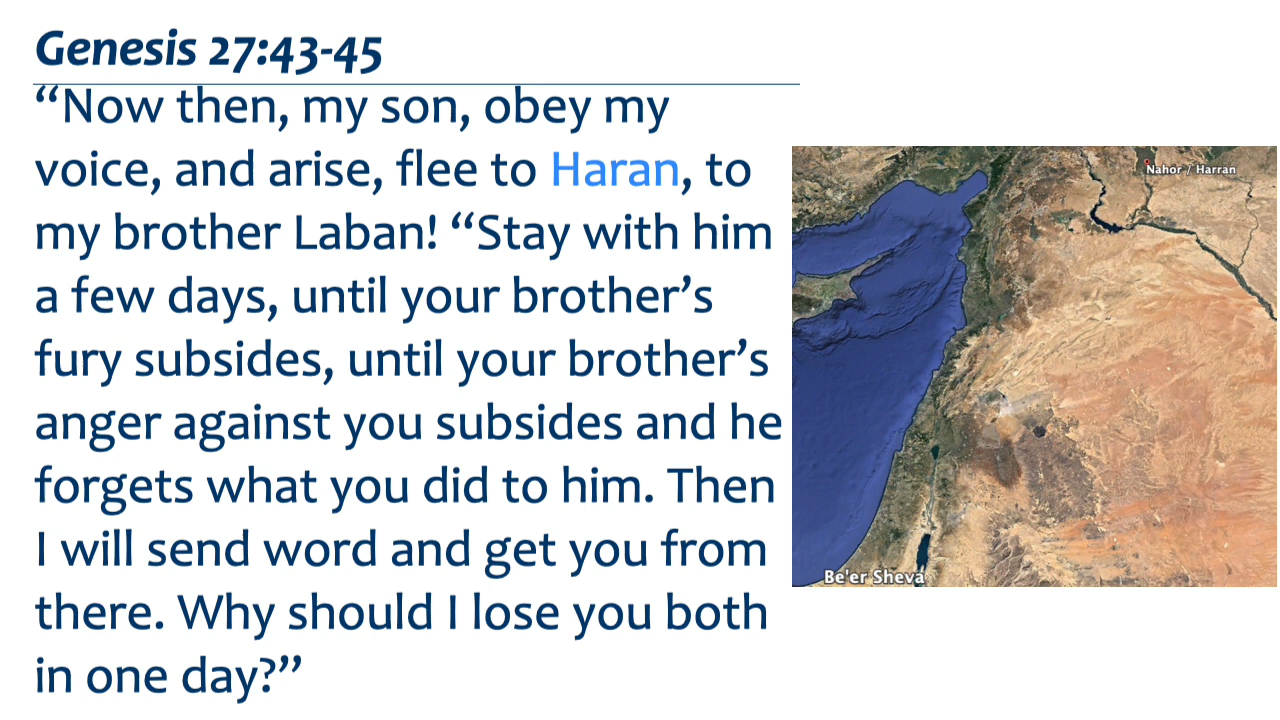 Genesis 27:43-45
“Now then, my son, obey my
voice, and arise, flee to Haran, to
my brother Laban! “Stay with him
a few days, until your brother’s
fury subsides, until your brother’s
anger against you subsides and he
forgets what you did to him. Then
I will send word and get you from
there. Why should I lose you both
in one day?”
Nahor / Harran
Be'er Sheva